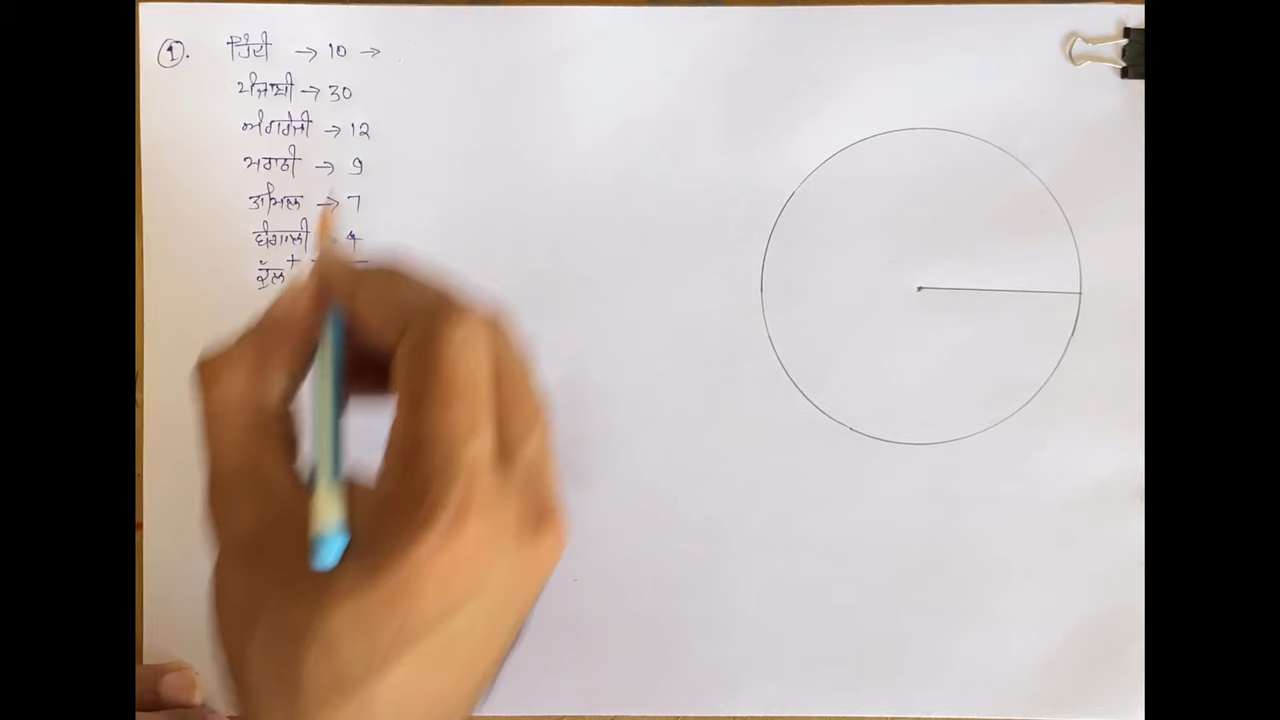 ①. ਹਿੰਦੀ → 10 →
ਪੰਜਾਬੀ → 30
ਅੰਗਰੇਜੀ → 12
ਮਰਾਠੀ → 9
ਤਾਮਿਲ → 7
ਬੰਗਾਲੀ 4
ਕੁੱਲ +